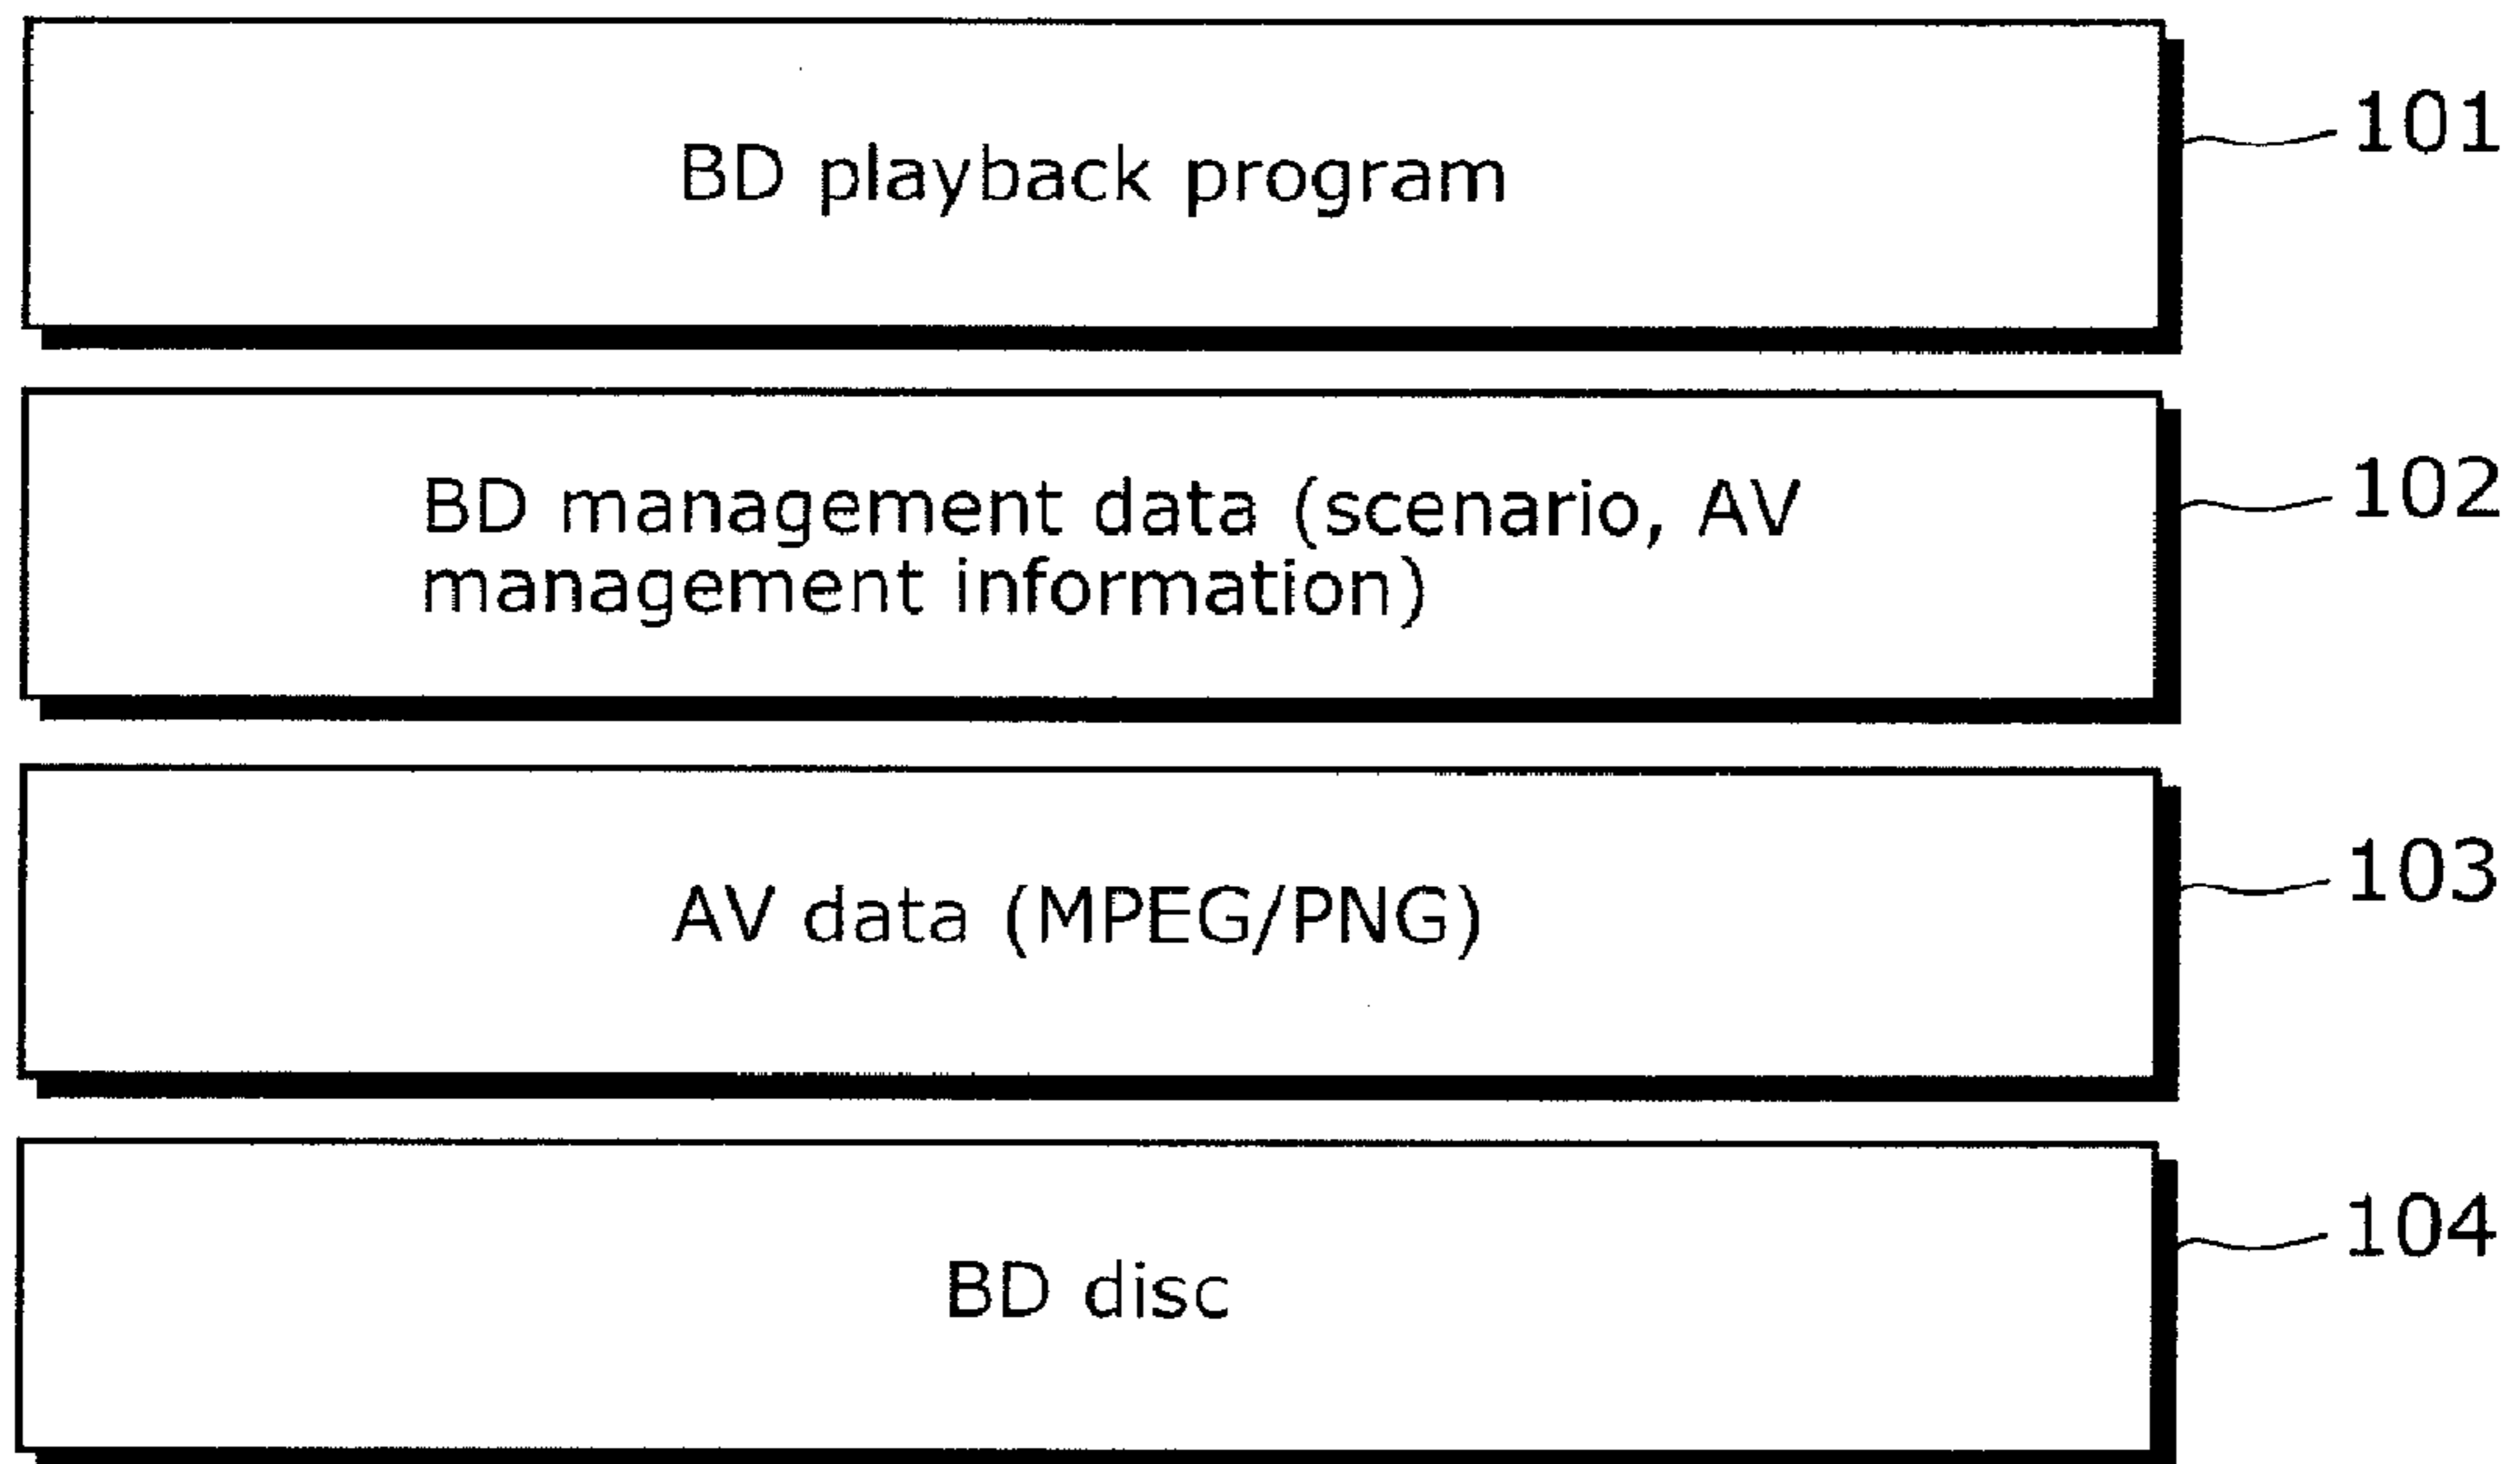 BD playback program
101
BD management data (scenario, AV
management information)
102
AV data (MPEG/PNG)
103
BD disc
104